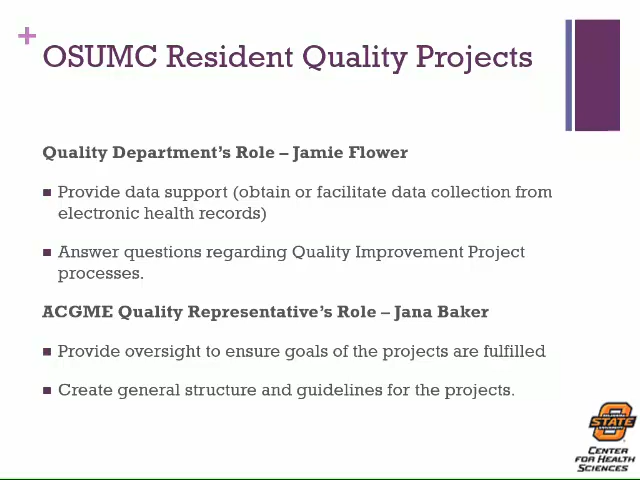 +
OSUMC Resident Quality Projects
Quality Department's Role – Jamie Flower
Provide data support (obtain or facilitate data collection from
electronic health records)
Answer questions regarding Quality Improvement Project
processes.
ACGME Quality Representative's Role – Jana Baker
Provide oversight to ensure goals of the projects are fulfilled
Create general structure and guidelines for the projects.
STATE
CENTER
FOR HEALTH
SCIENCES